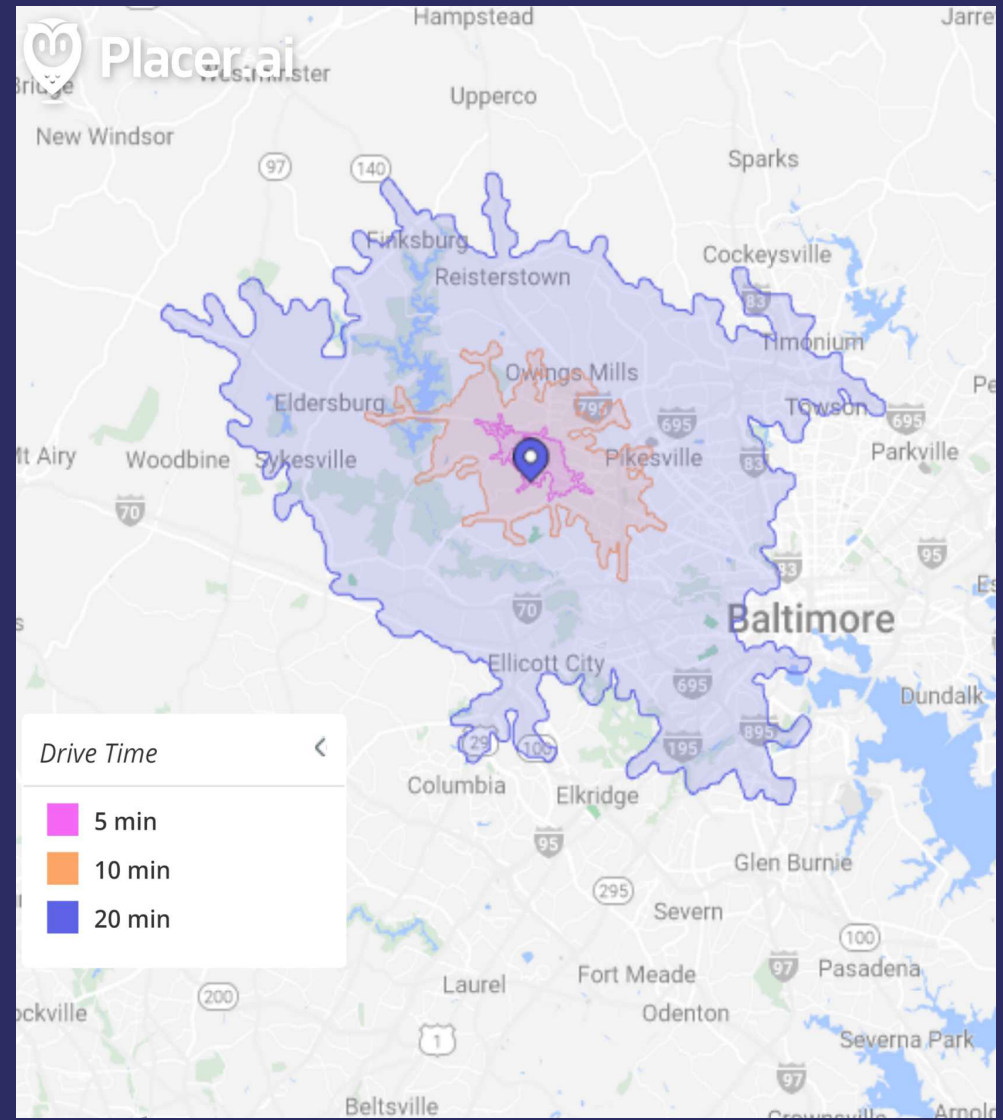 Hampstead
Jarre
Placer.ai
Westminster
Bridge
Upperco
New Windsor
Sparks
97
140
Finksburg
Cockeysville
Reisterstown
83
Timonium
Owings Mills
Eldersburg
795
Towson
695
695
Mt Airy
Woodbine
Sykesville
Pikesville
83
Parkville
70
95
83
70
Baltimore
Ellicott City
695
Dundalk
29
100
195
895
Drive Time
5 min
10 min
20 min
Columbia
Elkridge
95
Glen Burnie
295
Severn
100
Laurel
Fort Meade
97
Pasadena
200
ockville
Odenton
1
Severna Park
97
Beltsville
Crownsville
Arnold